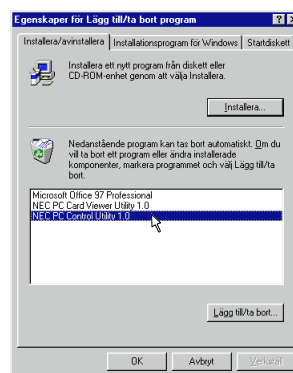 Egenskaper för Lägg till/ta bort program
Installera/avinstallera
Installationsprogram för Windows
Startdiskett
Installera ett nytt program från diskett eller
CD-ROM-enhet genom att välja Installera.
Installera...
Nedanstående program kan tas bort automatiskt. Om du
vill ta bort ett program eller ändra installerade
komponenter, markera programmet och välj Lägg till/ta
bort.
Microsoft Office 97 Professional
NEC PC Card Viewer Utility 1.0
NEC PC Control Utility 1.0
Lägg till/ta bort...
OK
Avbryt
Verkställ